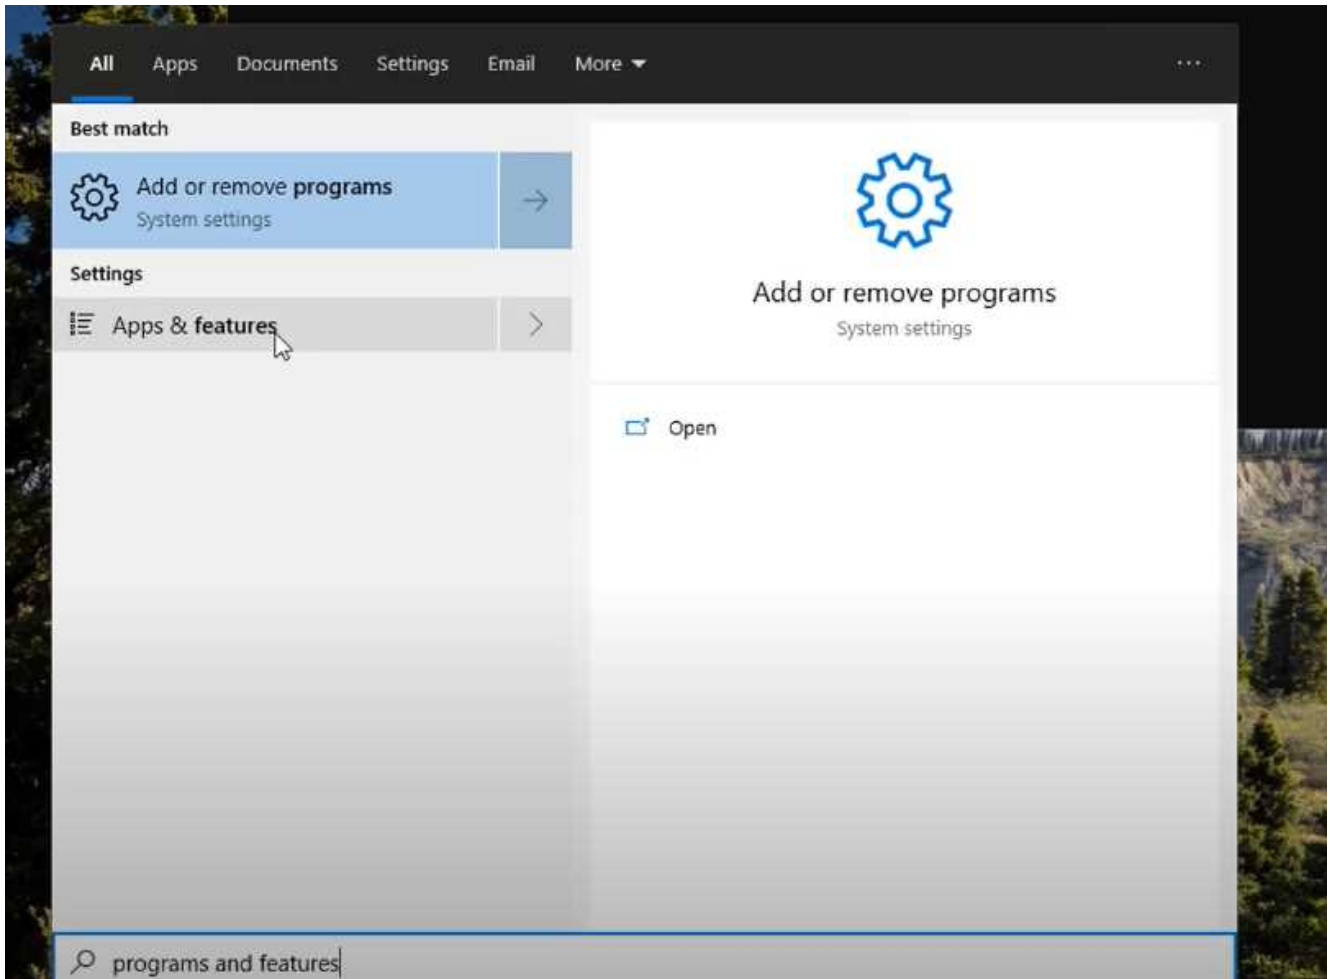 All Apps Documents Settings Email More ...
Best match
Add or remove programs
System settings
Settings
Apps & features
Add or remove programs
System settings
Open
programs and features